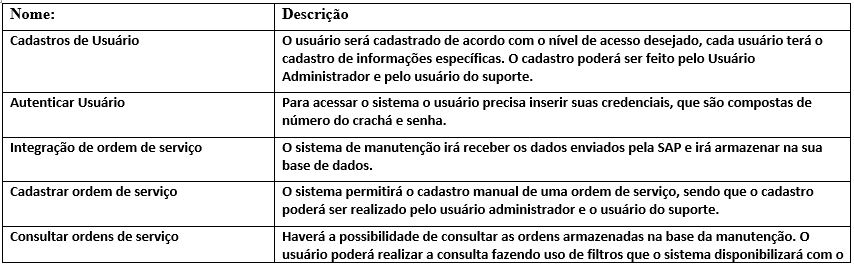 Nome: Descrição
Cadastros de Usuário O usuário será cadastrado de acordo com o nível de acesso desejado, cada usuário terá o
cadastro de informações específicas. O cadastro poderá ser feito pelo Usuário
Administrador e pelo usuário do suporte.
Autenticar Usuário Para acessar o sistema o usuário precisa inserir suas credenciais, que são compostas de
número do crachá e senha.
Integração de ordem de serviço O sistema de manutenção irá receber os dados enviados pela SAP e irá armazenar na sua
base de dados.
Cadastrar ordem de serviço O sistema permitirá o cadastro manual de uma ordem de serviço, sendo que o cadastro
poderá ser realizado pelo usuário administrador e o usuário do suporte.
Consultar ordens de serviço Haverá a possibilidade de consultar as ordens armazenadas na base da manutenção. O
usuário poderá realizar a consulta fazendo uso de filtros que o sistema disponibilizará com o